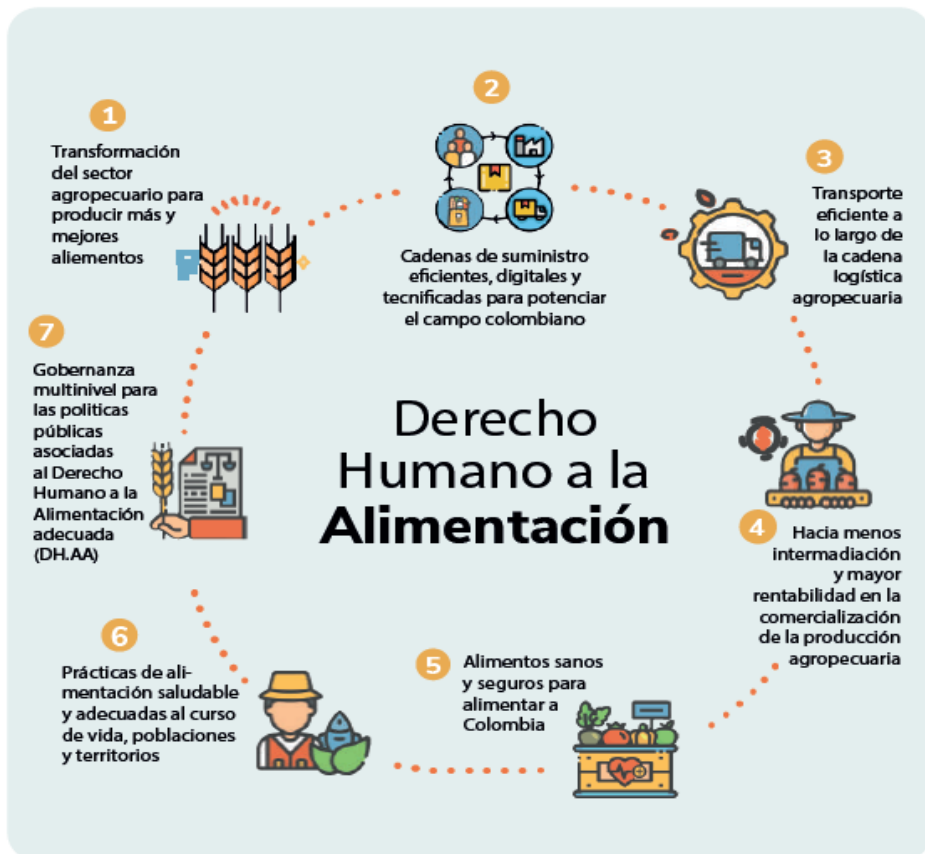 1
Transformación
del sector
agropecuario para
producir más y
mejores
aliementos
2
Cadenas de suministro
eficientes, digitales y
tecnificadas para potenciar
el campo colombiano
3
Transporte
eficiente a
lo largo de
la cadena
logística
agropecuaria
Derecho
Humano a la
Alimentación
4
Hacia menos
intermediación
y mayor
rentabilidad en la
comercialización
de la producción
agropecuaria
5
Alimentos sanos
y seguros para
alimentar a
Colombia
6
Prácticas de ali-
mentación saludable
y adecuadas al curso
de vida, poblaciones
y territorios
7
Gobernanza
multinivel para
las politicas
públicas
asociadas
al Derecho
Humano a la
Alimentación
adecuada
(DH.AA)